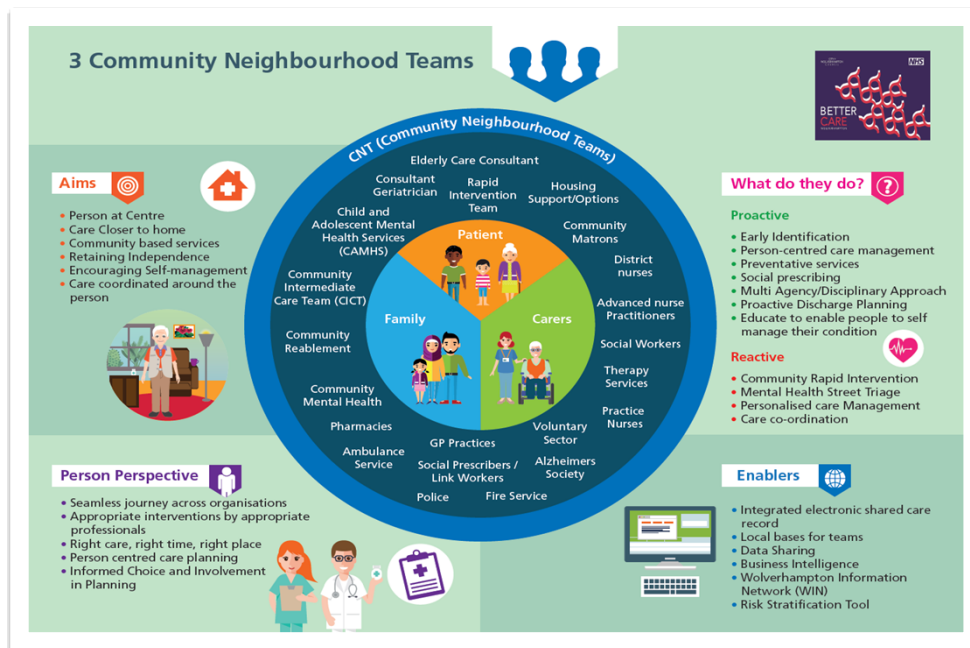 3 Community Neighbourhood Teams
NHS
BETTER
CARE
CNT (Community Neighbourhood Teams)
Elderly Care Consultant
Consultant
Geriatrician
Rapid
Intervention
Team
Housing
Support/Options
Child and
Adolescent Mental
Health Services
(CAMHS)
Community
Matrons
Community
Intermediate
Care Team (CICT)
District
nurses
Community
Reablement
Advanced nurse
Practitioners
Social Workers
Community
Mental Health
Therapy
Services
Pharmacies
Practice
Nurses
Ambulance
Service
GP Practices
Voluntary
Sector
Social Prescribers /
Link Workers
Alzheimers
Society
Police
Fire Service
Patient
Family
Carers
Aims
• Person at Centre
• Care Closer to home
• Community based services
• Retaining Independence
• Encouraging Self-management
• Care coordinated around the
person
What do they do?
?
Proactive
• Early Identification
• Person-centred care management
• Preventative services
• Social prescribing
• Multi Agency/Disciplinary Approach
• Proactive Discharge Planning
• Educate to enable people to self
manage their condition
Reactive
• Community Rapid Intervention
• Mental Health Street Triage
• Personalised care Management
• Care co-ordination
Person Perspective
• Seamless journey across organisations
• Appropriate interventions by appropriate
professionals
• Right care, right time, right place
• Person centred care planning
• Informed Choice and Involvement
in Planning
Enablers
• Integrated electronic shared care
record
• Local bases for teams
• Data Sharing
• Business Intelligence
• Wolverhampton Information
Network (WIN)
• Risk Stratification Tool